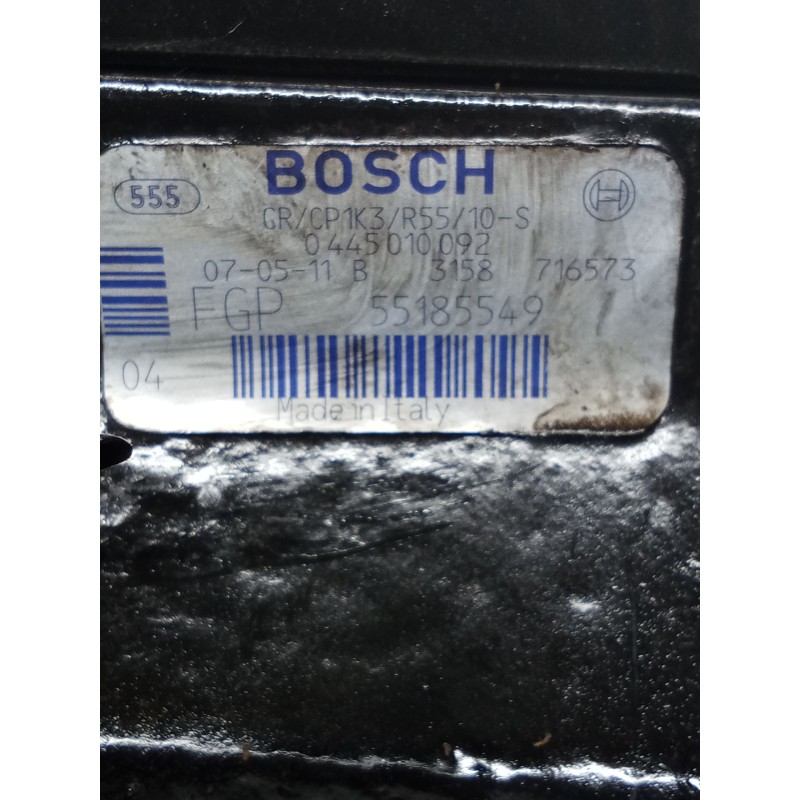 BOSCH
555
CR/CP1K3/R55/10-S
0 445 010 092
07-05-11 B 3158 716573
FGP 55185549
04
Made in Italy